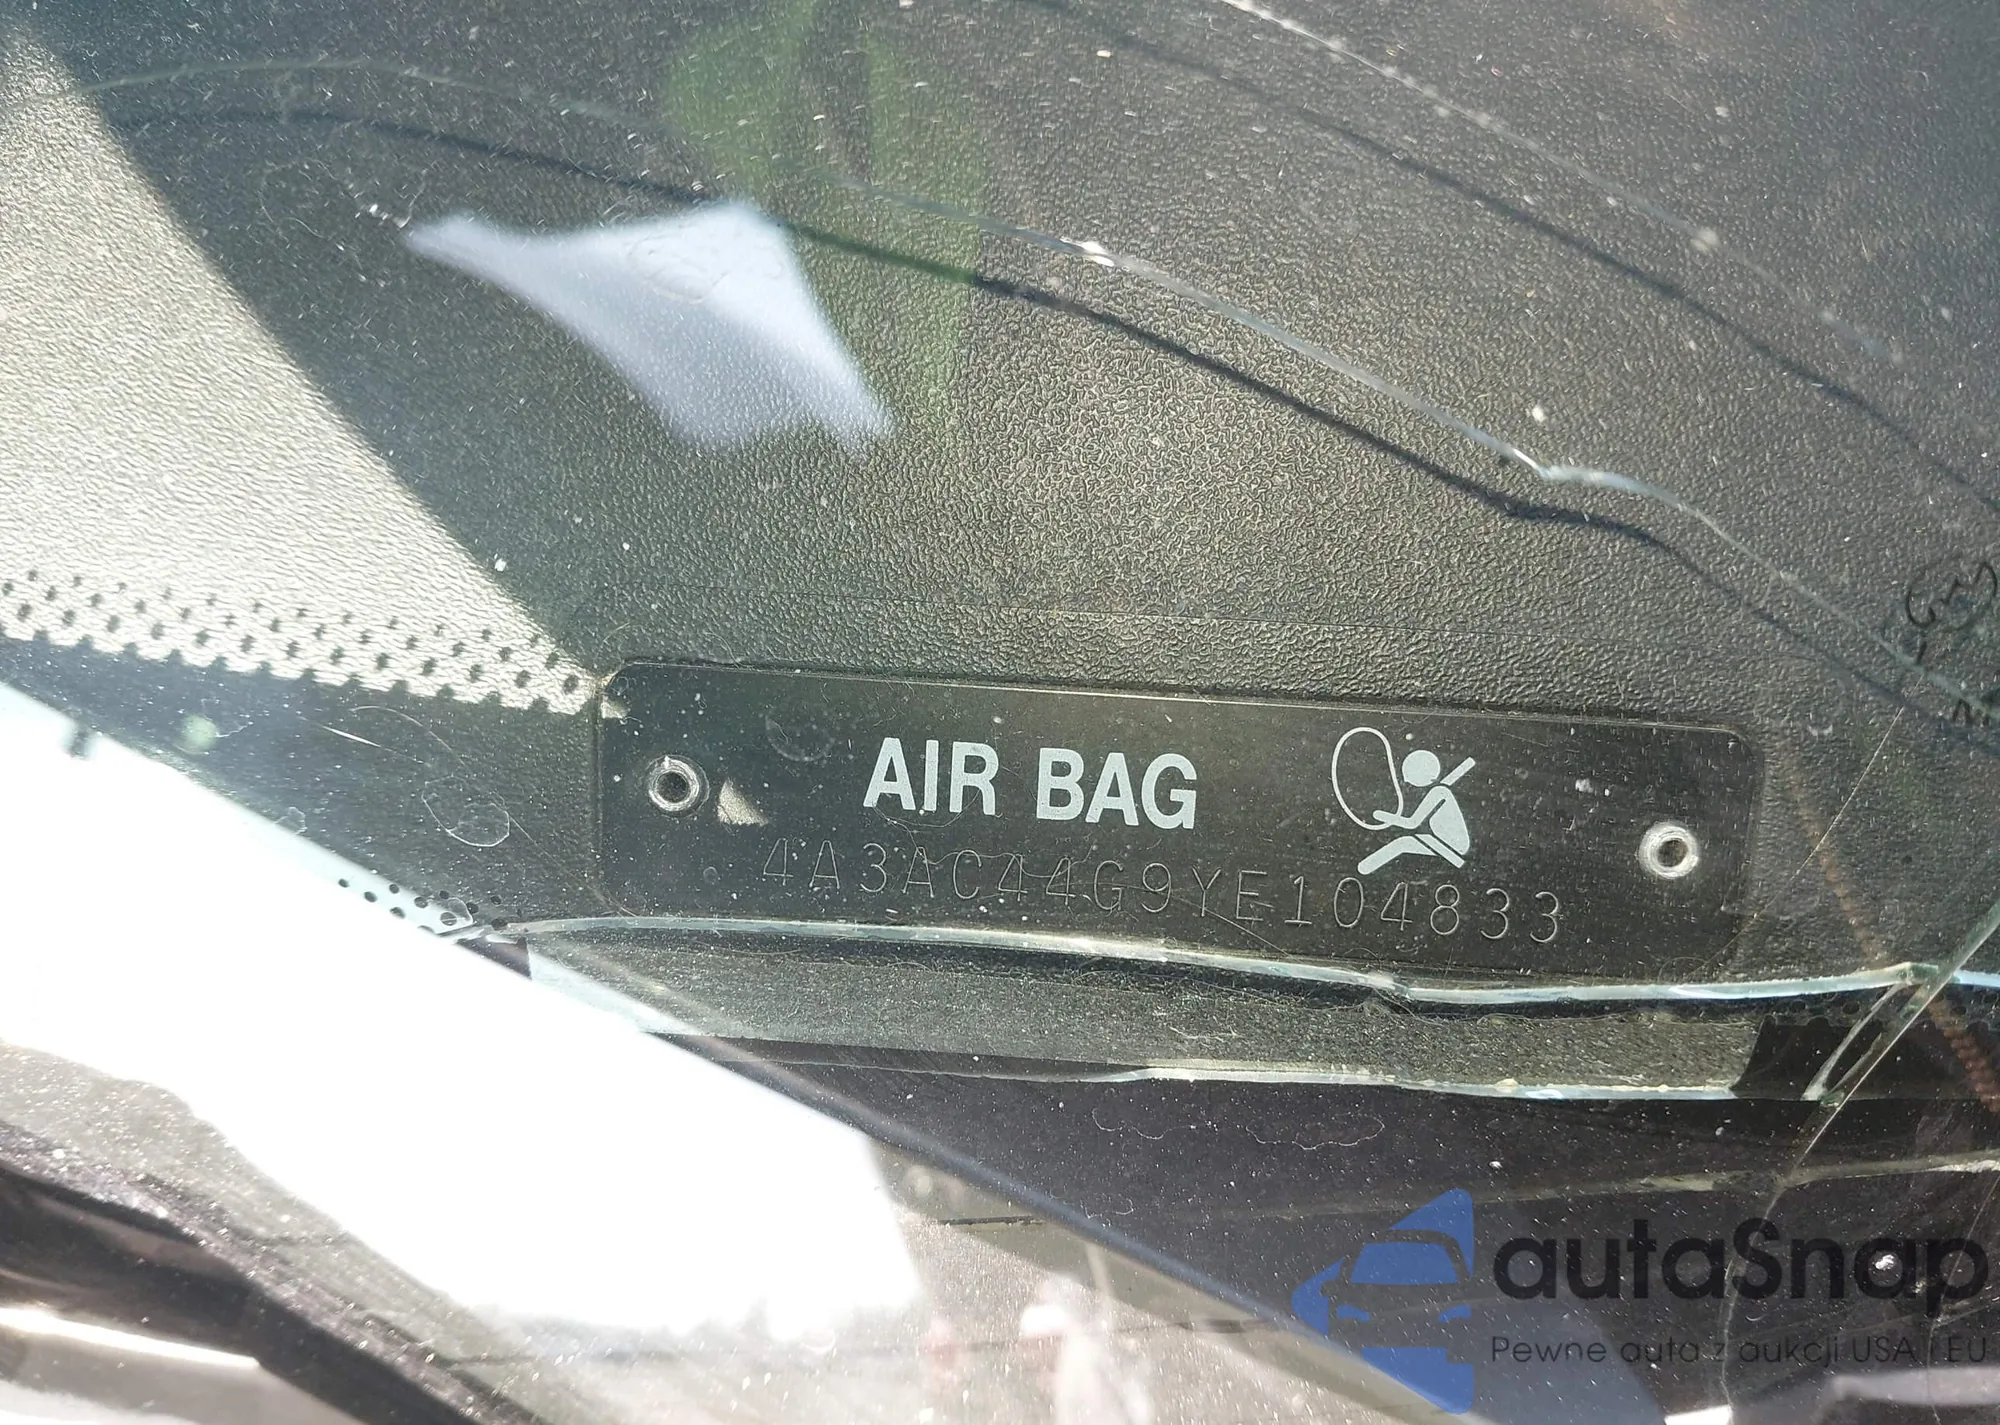 AIR BAG
4A3AC44G9YE104833
autaSnap
Pewne auta z aukcji USA i EU